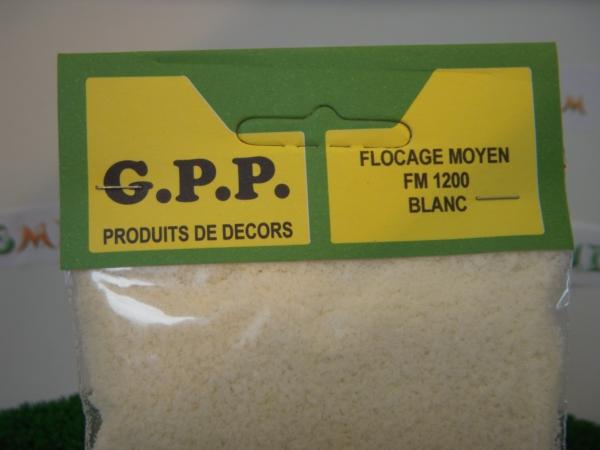 G.P.P.
PRODUITS DE DECORS
FLOCAGE MOYEN
FM 1200
BLANC